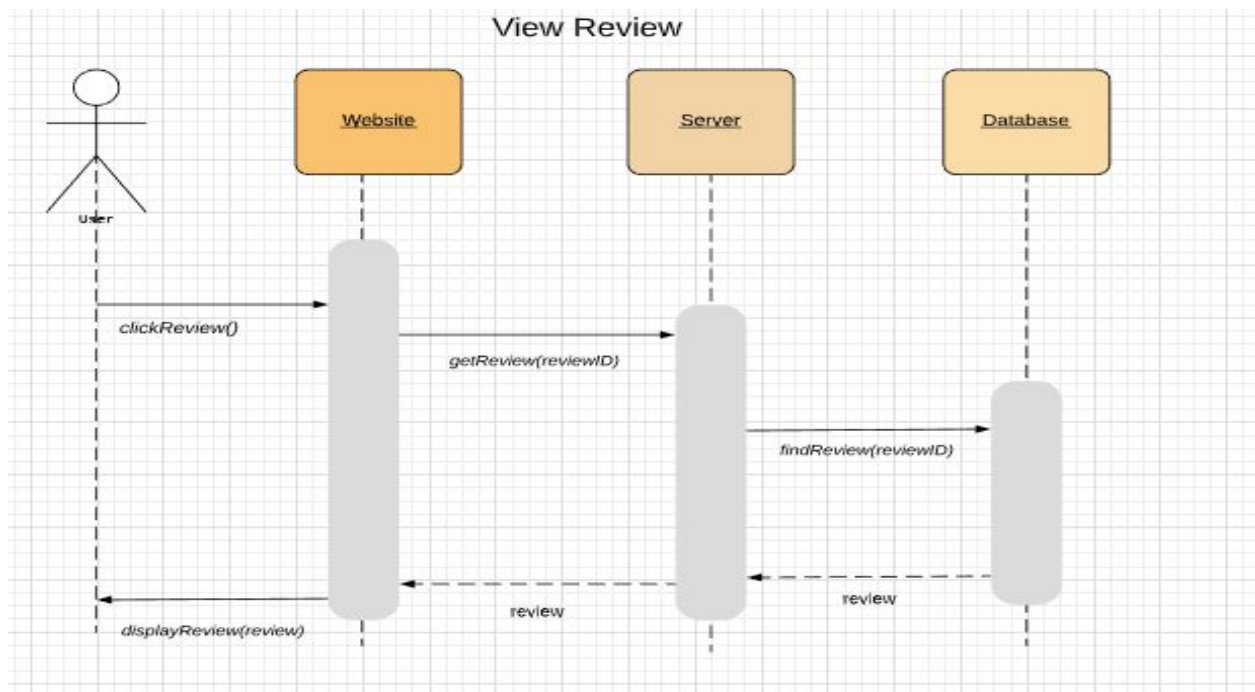 View Review
Website
Server
Database
User
clickReview()
getReview(reviewID)
findReview(reviewID)
review
review
displayReview(review)